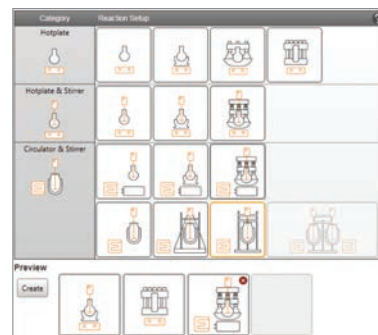 Category Reaction Setup
Hotplate
Hotplate & Stirrer
Circulator & Stirrer
Preview
Create